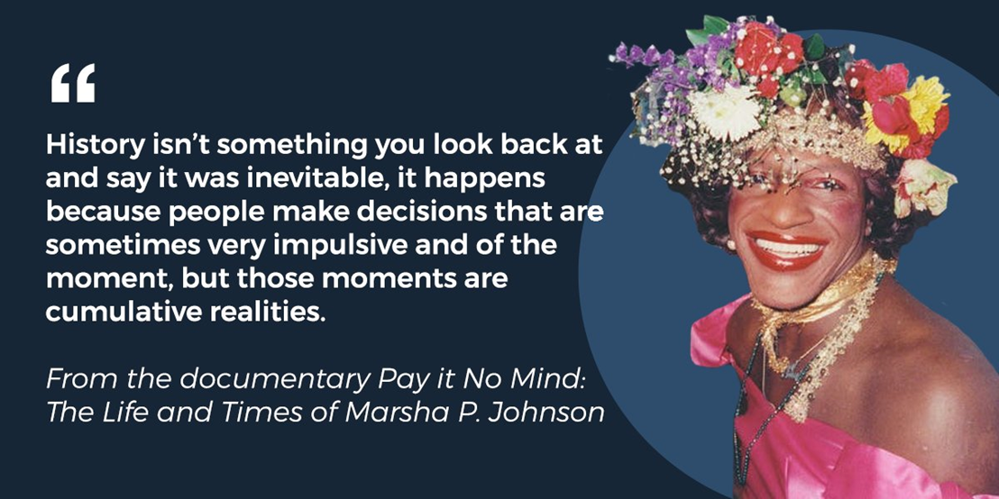 “
History isn’t something you look back at
and say it was inevitable, it happens
because people make decisions that are
sometimes very impulsive and of the
moment, but those moments are
cumulative realities.
From the documentary Pay it No Mind:
The Life and Times of Marsha P. Johnson